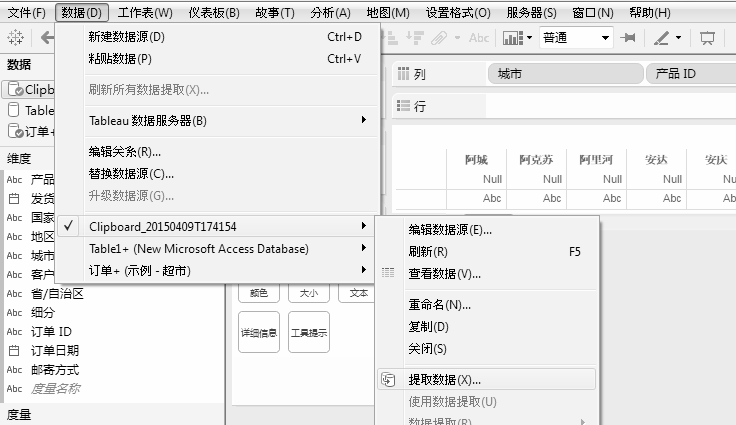 文件(F) 数据(D) 工作表(W) 仪表板(B) 故事(T) 分析(A) 地图(M) 设置格式(O) 服务器(S) 窗口(N) 帮助(H)
Abc 普通
数据
Clipb
Table
订单+
新建数据源(D) Ctrl+D
粘贴数据(P) Ctrl+V
刷新所有数据提取(X)...
Tableau 数据服务器(B)
编辑关系(R)...
替换数据源(C)...
升级数据源(G)...
Clipboard_20150409T174154
Table1+ (New Microsoft Access Database)
订单+ (示例 - 超市)
列 城市 产品 ID
行
阿城 阿克苏 阿里河 安达 安庆
Null Null Null Null Null
Abc Abc Abc Abc Abc
维度
Abc 产品
发货
Abc 国家
Abc 地区
Abc 城市
Abc 客户
Abc 省/自治区
Abc 细分
Abc 订单 ID
订单日期
Abc 邮寄方式
Abc 度量名称
度量
颜色 大小 文本
详细信息 工具提示
编辑数据源(E)...
刷新(R) F5
查看数据(V)...
重命名(N)...
复制(D)
关闭(S)
提取数据(X)...
使用数据提取(U)
数据提取(R)